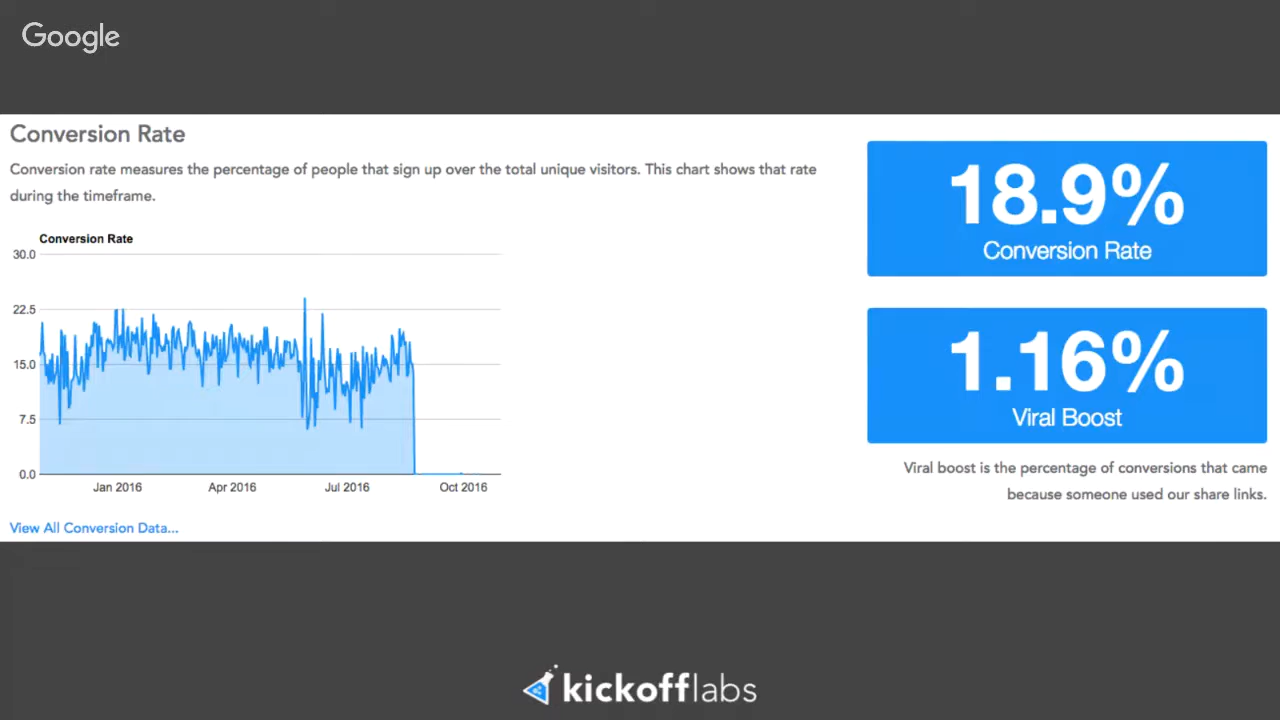 Google
Conversion Rate
Conversion rate measures the percentage of people that sign up over the total unique visitors. This chart shows that rate
during the timeframe.
Conversion Rate
30.0
22.5
15.0
7.5
0.0
Jan 2016 Apr 2016 Jul 2016 Oct 2016
View All Conversion Data...
18.9%
Conversion Rate
1.16%
Viral Boost
Viral boost is the percentage of conversions that came
because someone used our share links.
kickofflabs